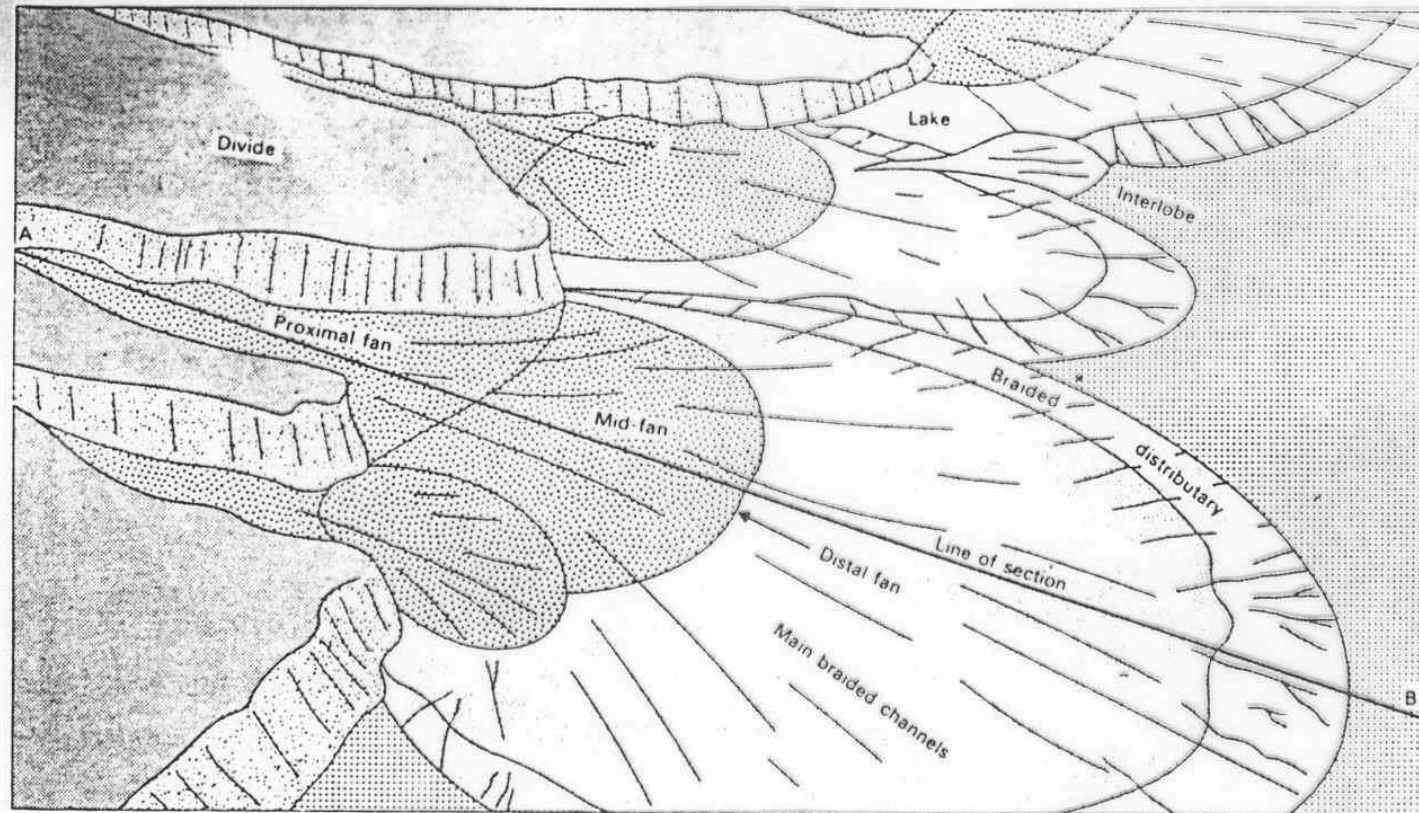 Lake
Divide
Interlobe
A
Proximal fan
Braided
Mid-fan
distributary
Line of section
Distal fan
Main braided channels
B